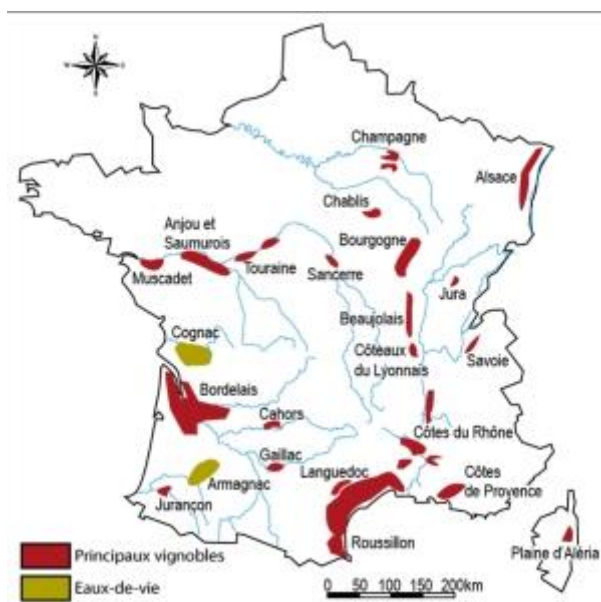 Champagne
Alsace
Chablis
Anjou et
Saumurois
Bourgogne
Touraine
Sancerre
Muscadet
Jura
Beaujolais
Cognac
Côteaux
du Lyonnais
Savoie
Bordelais
Cahors
Côtes du Rhône
Gaillac
Languedoc
Côtes
de Provence
Armagnac
Jurançon
Roussillon
Plaine d'Aléria
Principaux vignobles
Eaux-de-vie
0 50 100 150 200km